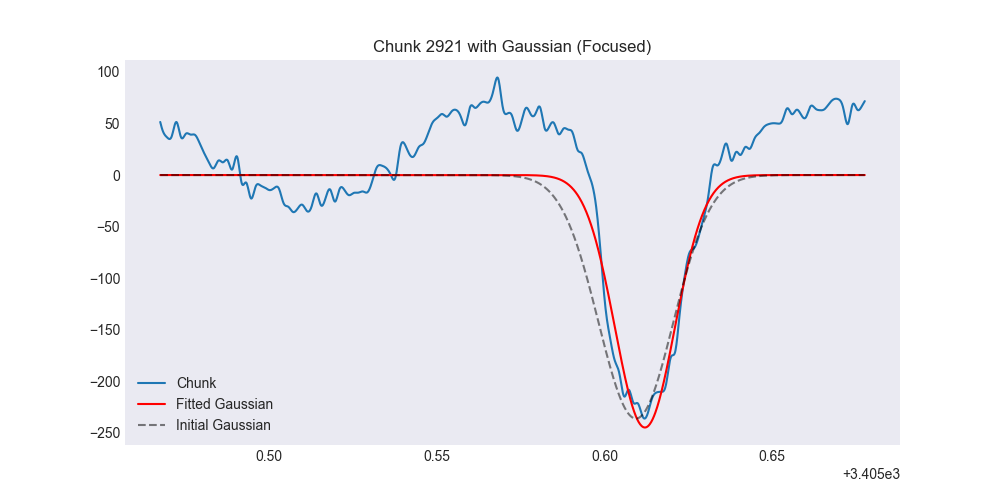 Chunk 2921 with Gaussian (Focused)
100
50
0
−50
−100
−150
−200
−250
Chunk
Fitted Gaussian
Initial Gaussian
0.50 0.55 0.60 0.65
+3.405e3